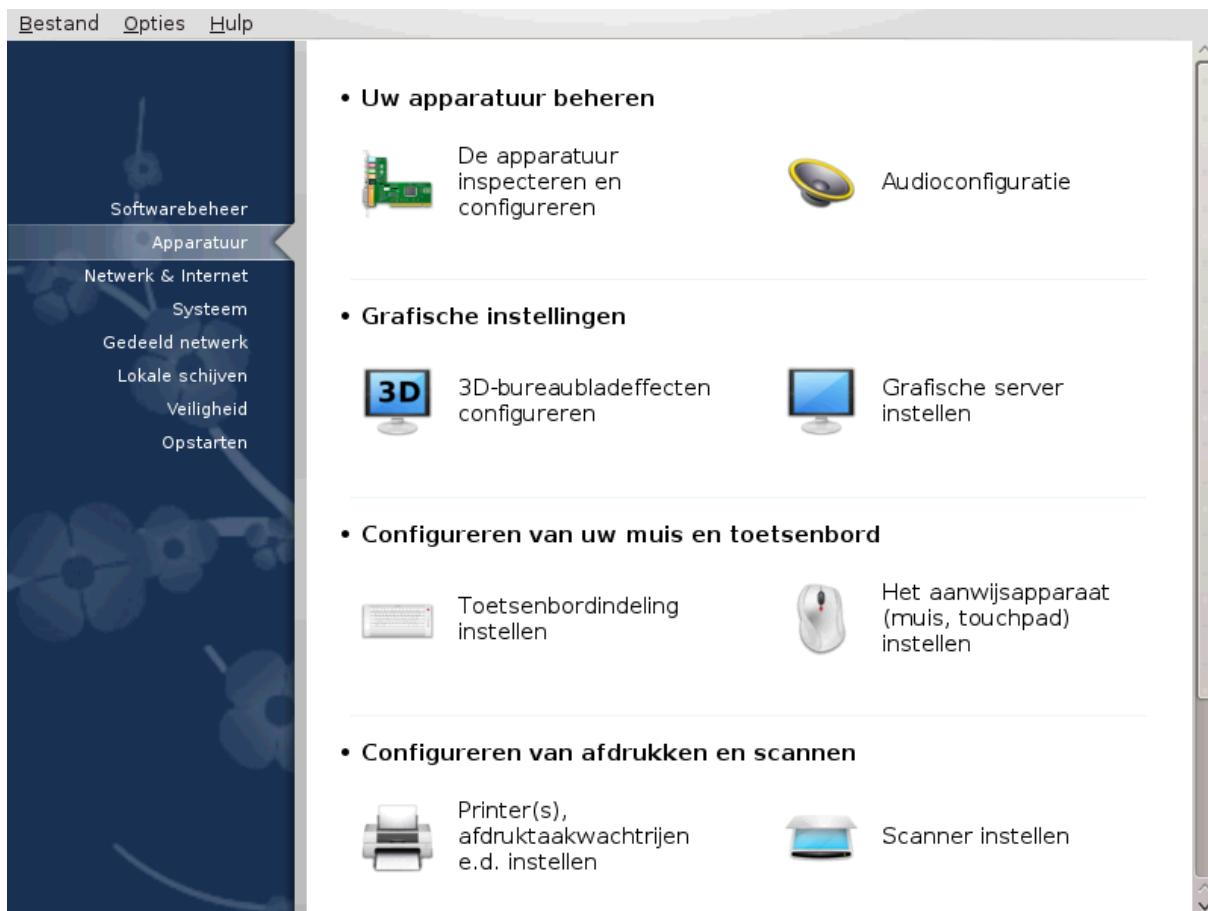 Bestand Opties Hulp
Softwarebeheer
Apparatuur
Netwerk & Internet
Systeem
Gedeeld netwerk
Lokale schijven
Veiligheid
Opstarten
• Uw apparatuur beheren
De apparatuur
inspecteren en
configureren
Audioconfiguratie
• Grafische instellingen
3D
3D-bureaubladeffecten
configureren
Grafische server
instellen
• Configureren van uw muis en toetsenbord
Toetsenbordindeling
instellen
Het aanwijsapparaat
(muis, touchpad)
instellen
• Configureren van afdrukken en scannen
Printer(s),
afdruktaakwachtrijen
e.d. instellen
Scanner instellen